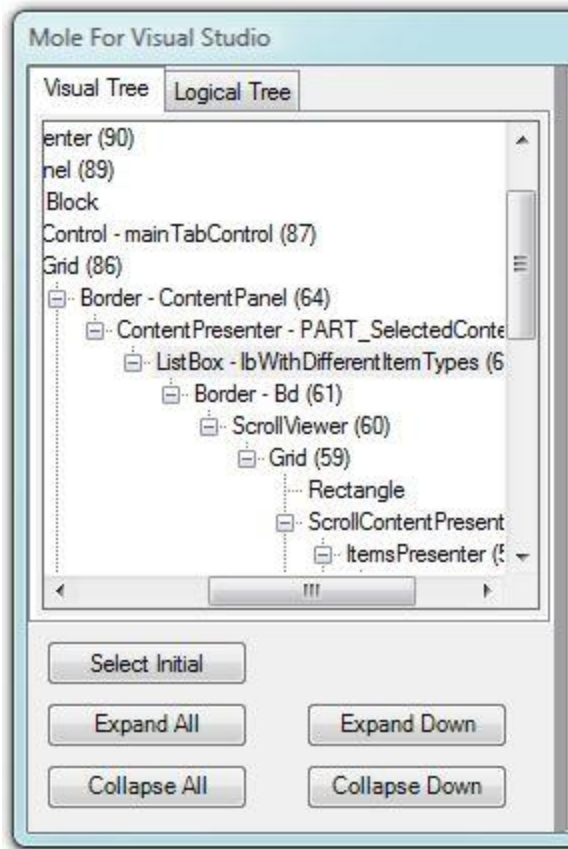 Mole For Visual Studio
Visual Tree
Logical Tree
enter (90)
nel (89)
Block
Control - mainTabControl (87)
Grid (86)
Border - ContentPanel (64)
ContentPresenter - PART_SelectedConte
ListBox - lbWithDifferentItemTypes (6
Border - Bd (61)
ScrollViewer (60)
Grid (59)
Rectangle
ScrollContentPresent
ItemsPresenter (5
Select Initial
Expand All
Expand Down
Collapse All
Collapse Down